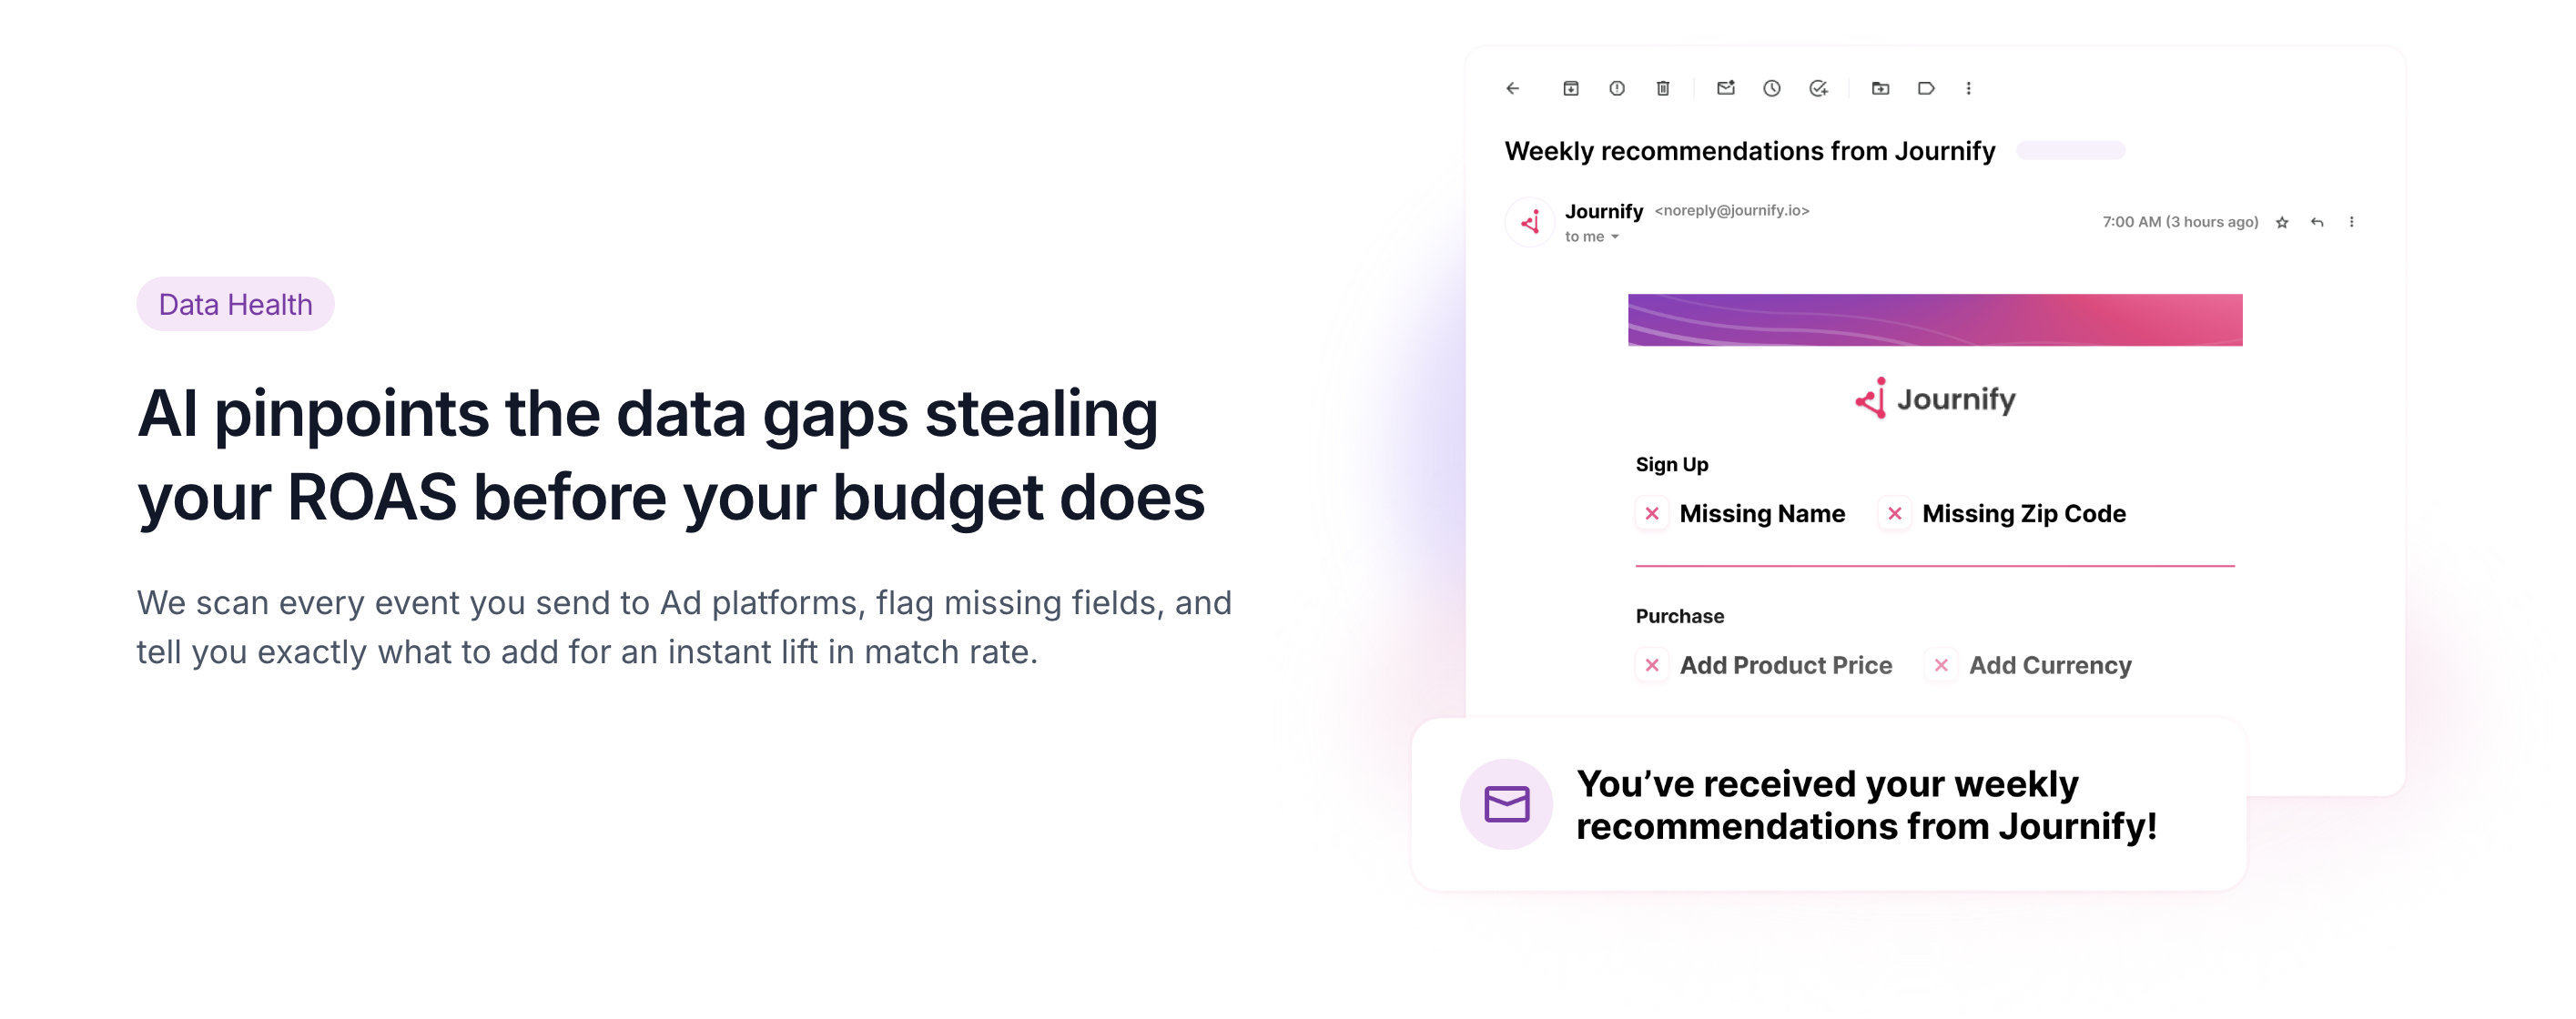 Data Health
AI pinpoints the data gaps stealing
your ROAS before your budget does
We scan every event you send to Ad platforms, flag missing fields, and
tell you exactly what to add for an instant lift in match rate.
Weekly recommendations from Journify
Journify <noreply@journify.io>
to me
7:00 AM (3 hours ago)
Journify
Sign Up
Missing Name Missing Zip Code
Purchase
Add Product Price Add Currency
You’ve received your weekly
recommendations from Journify!